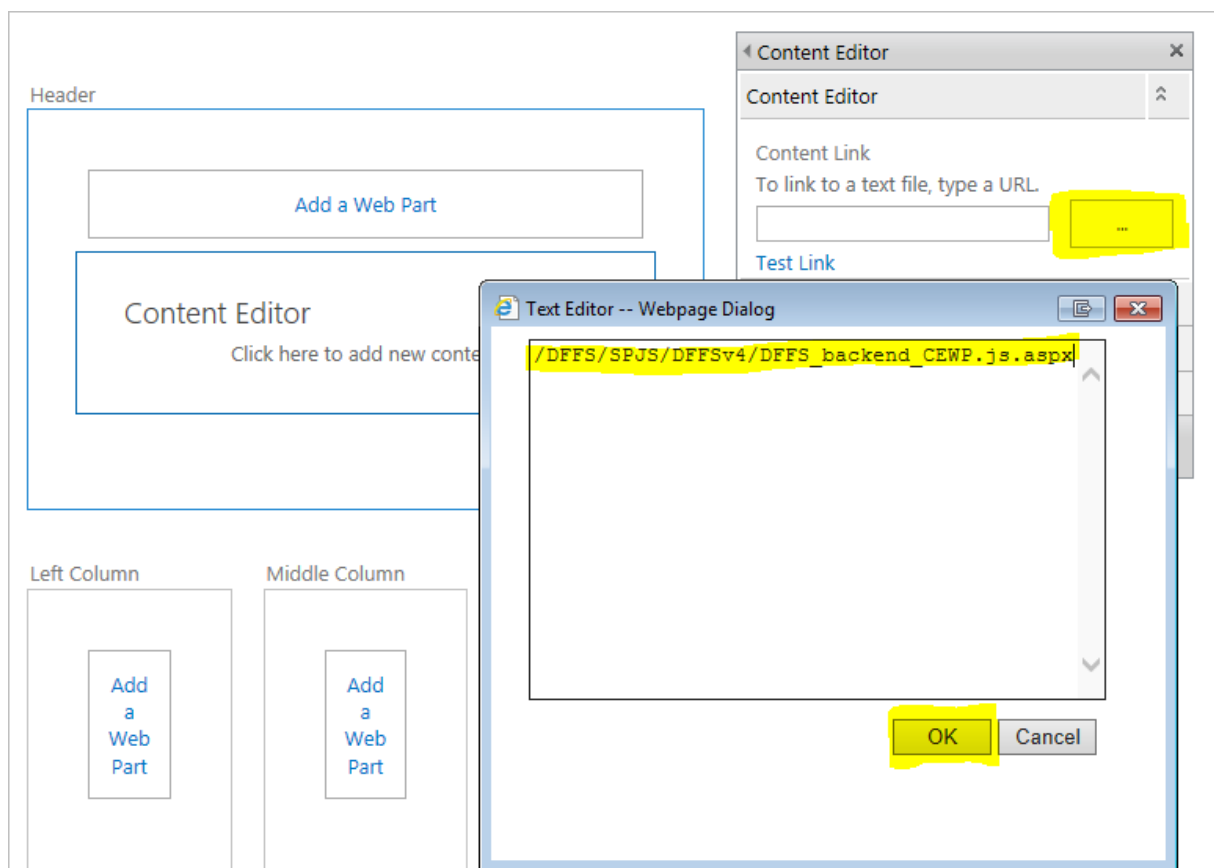 Content Editor
Content Editor
Header
Content Link
To link to a text file, type a URL.
Add a Web Part
...
Test Link
Content Editor
Click here to add new conte
Text Editor -- Webpage Dialog
/DFFS/SPJS/DFFSv4/DFFS_backend_CEWP.js.aspx
Left Column
Middle Column
Add
a
Web
Part
Add
a
Web
Part
OK
Cancel